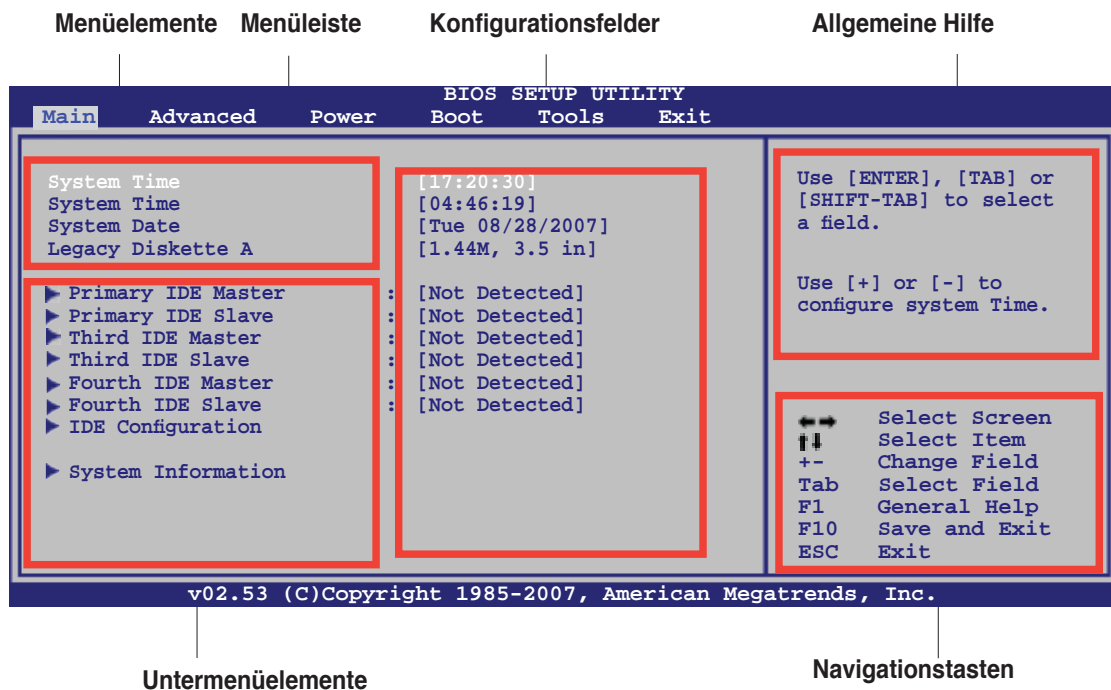 Menüelemente Menüleiste Konfigurationsfelder Allgemeine Hilfe
BIOS SETUP UTILITY
Main Advanced Power Boot Tools Exit
System Time [17:20:30]
System Time [04:46:19]
System Date [Tue 08/28/2007]
Legacy Diskette A [1.44M, 3.5 in]
Primary IDE Master : [Not Detected]
Primary IDE Slave : [Not Detected]
Third IDE Master : [Not Detected]
Third IDE Slave : [Not Detected]
Fourth IDE Master : [Not Detected]
Fourth IDE Slave : [Not Detected]
IDE Configuration
System Information
Use [ENTER], [TAB] or
[SHIFT-TAB] to select
a field.
Use [+] or [-] to
configure system Time.
←→ Select Screen
↑↓ Select Item
+- Change Field
Tab Select Field
F1 General Help
F10 Save and Exit
ESC Exit
v02.53 (C)Copyright 1985-2007, American Megatrends, Inc.
Untermenüelemente Navigationstasten